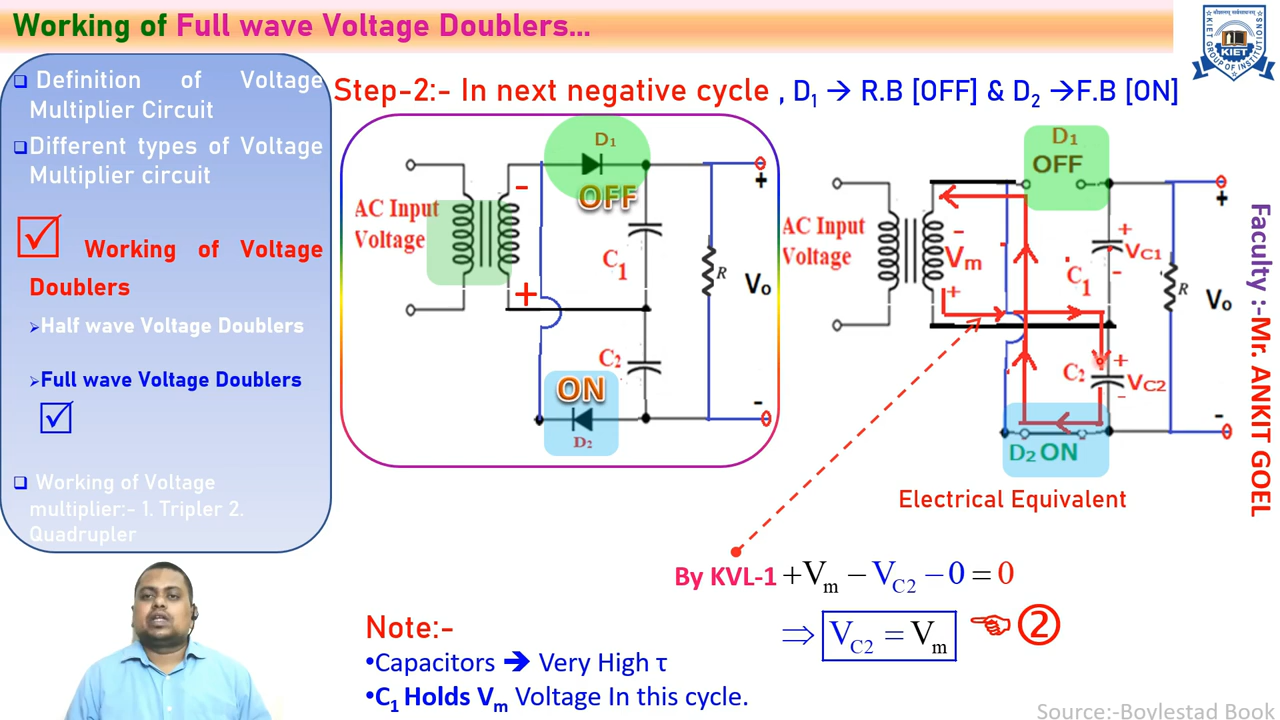 Working of Full wave Voltage Doublers...
KIET
GROUP OF INSTITUTIONS
❑ Definition of Voltage
Multiplier Circuit
❑Different types of Voltage
Multiplier circuit
Working of Voltage
Doublers
➢Half wave Voltage Doublers
➢Full wave Voltage Doublers
❑ Working of Voltage
multiplier:- 1. Tripler 2.
Quadrupler
Step-2:- In next negative cycle , D1 → R.B [OFF] & D2 →F.B [ON]
D1
OFF
-
+
AC Input
Voltage
+
C1
R
Vo
C2
ON
D2
-
D1
OFF
+
AC Input
Voltage
-
Vm
+
+
VC1
-
C1
R
Vo
C2
+
VC2
-
-
D2 ON
Electrical Equivalent
By KVL-1 +Vm − VC2 − 0 = 0
⇒ VC2 = Vm ②
Note:-
•Capacitors ➔ Very High τ
•C1 Holds Vm Voltage In this cycle.
Faculty :-Mr. ANKIT GOEL
Source:-Boylestad Book